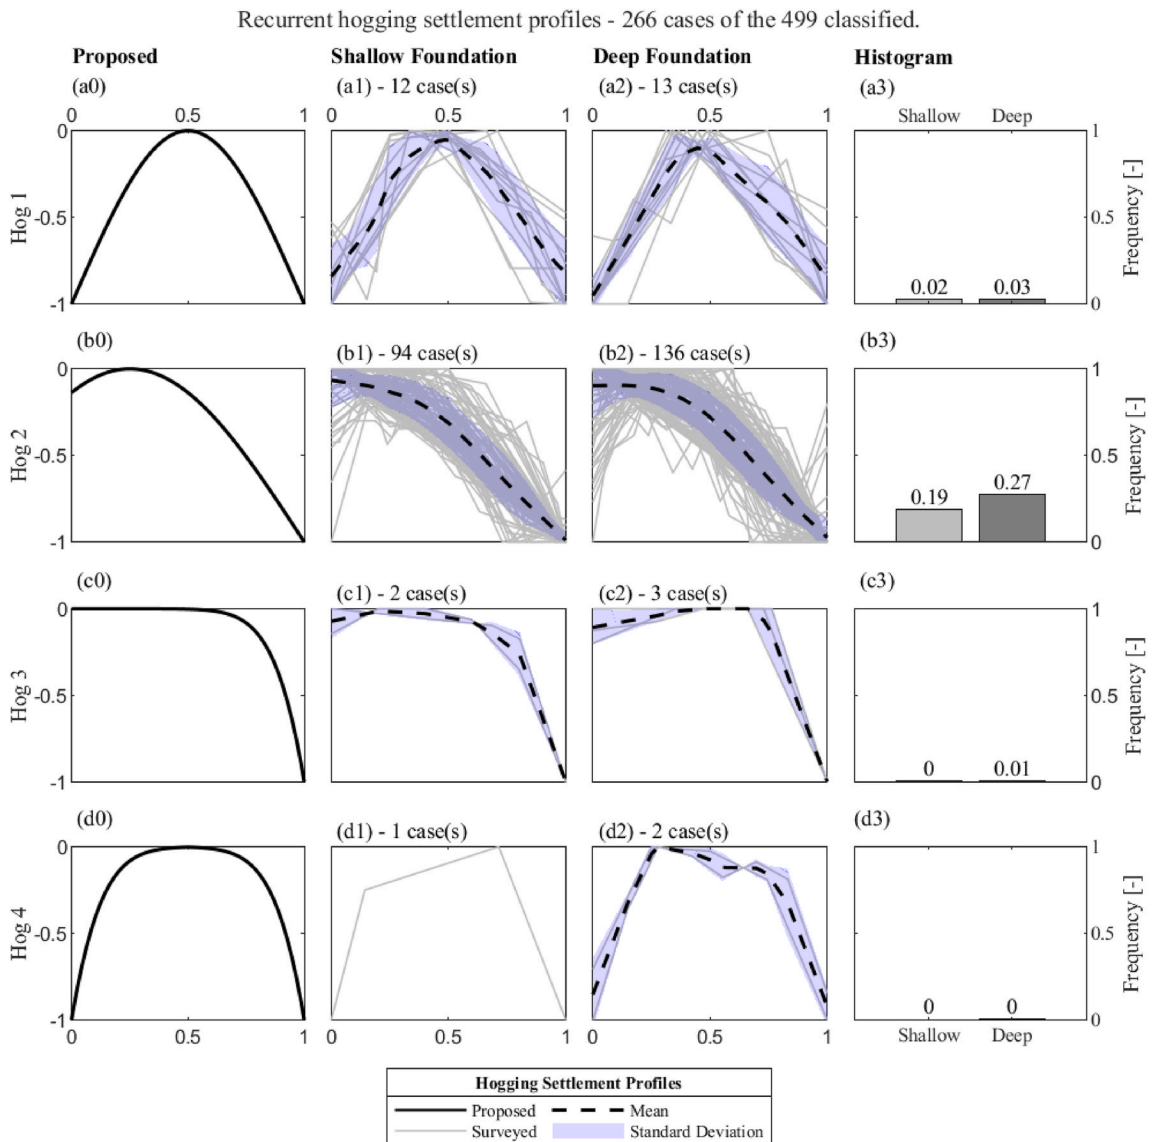 Recurrent hogging settlement profiles - 266 cases of the 499 classified.
Proposed Shallow Foundation Deep Foundation Histogram
(a0) (a1) - 12 case(s) (a2) - 13 case(s) (a3)
0 0.5 1 0 0.5 1 0 0.5 1 Shallow Deep
Hog 1
0
-0.5
-1
0 0.5 1
0.02 0.03
1
0.5
0
Frequency [-]
(b0) (b1) - 94 case(s) (b2) - 136 case(s) (b3)
Hog 2
0
-0.5
-1
0.19 0.27
1
0.5
0
Frequency [-]
(c0) (c1) - 2 case(s) (c2) - 3 case(s) (c3)
Hog 3
0
-0.5
-1
0 0.01
1
0.5
0
Frequency [-]
(d0) (d1) - 1 case(s) (d2) - 2 case(s) (d3)
Hog 4
0
-0.5
-1
0 0
1
0.5
0
Frequency [-]
0 0.5 1 0 0.5 1 0 0.5 1 Shallow Deep
Hogging Settlement Profiles
Proposed Mean
Surveyed Standard Deviation